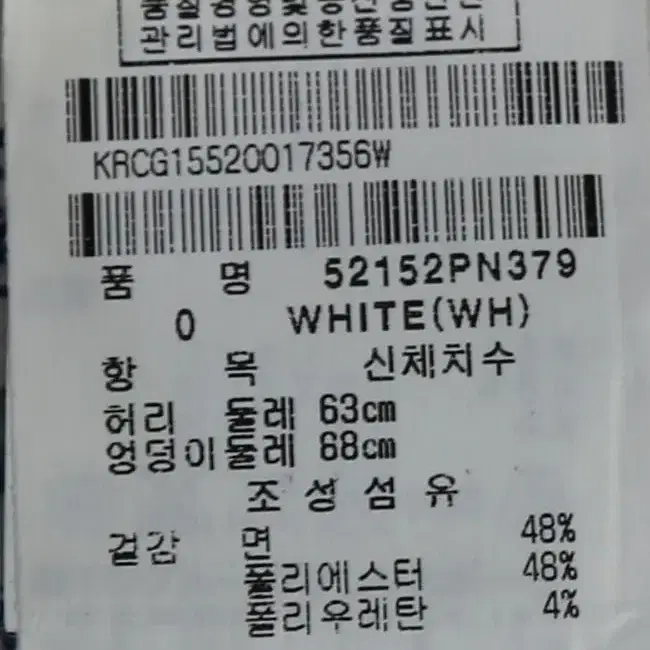 관리법에의한품질표시
KRCG15520017356W
품 명 52152PN379
0 WHITE(WH)
항 목 신체치수
허리 둘레 63cm
엉덩이둘레 68cm
조성섬유
겉감 면 48%
폴리에스터 48%
폴리우레탄 4%